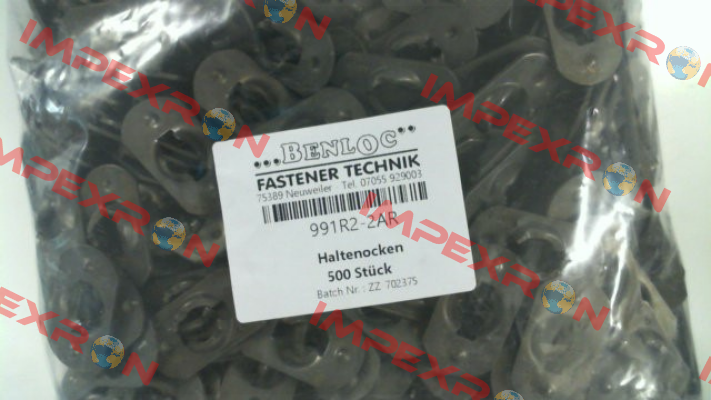 ...BENLOC...
FASTENER TECHNIK
75389 Neuweiler Tel. 07055 929003
991R2-2AR
Haltenocken
500 Stück
Batch Nr.: ZZ 702375
IMPEXRON
IMPEXRON
IMPEXRON
IMPEXRON
IMPEXRON
IMPEXRON